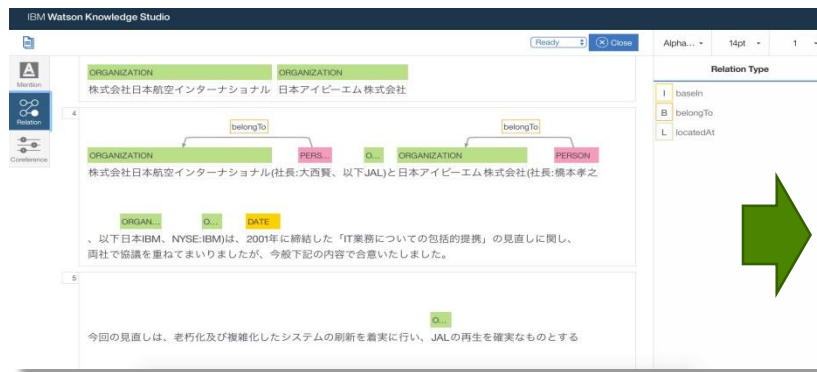 IBM Watson Knowledge Studio
Ready
Close
Alpha...
14pt
1
Mention
Relation
Coreference
Relation Type
I baseIn
B belongTo
L locatedAt
ORGANIZATION ORGANIZATION
株式会社日本航空インターナショナル 日本アイビーエム株式会社
4
belongTo belongTo
ORGANIZATION PERS... O... ORGANIZATION PERSON
株式会社日本航空インターナショナル(社長:大西賢、以下JAL)と日本アイビーエム株式会社(社長:橋本孝之
ORGAN... O... DATE
、以下日本IBM、NYSE:IBM)は、2001年に締結した「IT業務についての包括的提携」の見直しに関し、
両社で協議を重ねてまいりましたが、今般下記の内容で合意いたしました。
5
O...
今回の見直しは、老朽化及び複雑化したシステムの刷新を着実に行い、JALの再生を確実なものとする